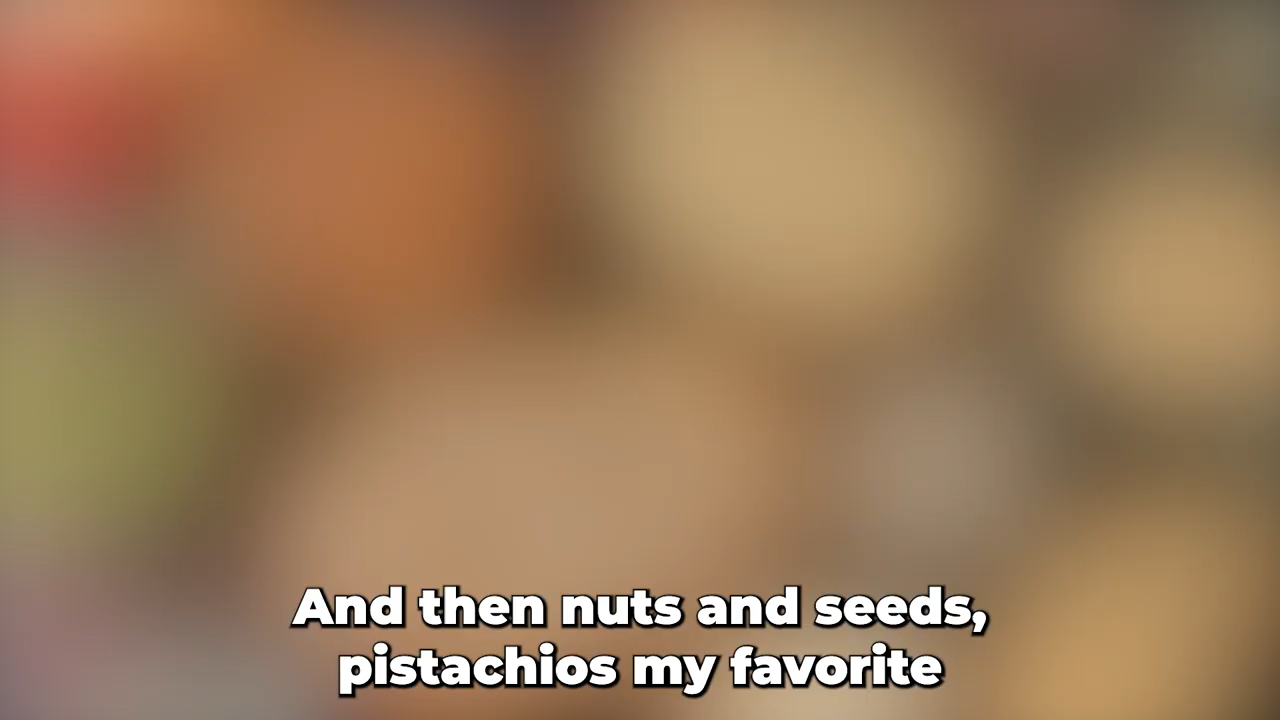 And then nuts and seeds,
pistachios my favorite